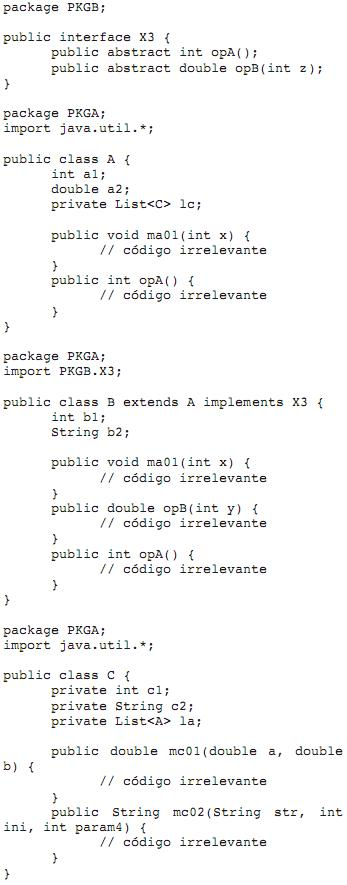 package PKGB;
public interface X3 {
public abstract int opA();
public abstract double opB(int z);
}
package PKGA;
import java.util.*;
public class A {
int a1;
double a2;
private List<C> lc;
public void ma01(int x) {
// código irrelevante
}
public int opA() {
// código irrelevante
}
}
package PKGA;
import PKGB.X3;
public class B extends A implements X3 {
int b1;
String b2;
public void ma01(int x) {
// código irrelevante
}
public double opB(int y) {
// código irrelevante
}
public int opA() {
// código irrelevante
}
}
package PKGA;
import java.util.*;
public class C {
private int c1;
private String c2;
private List<A> la;
public double mc01(double a, double
b) {
// código irrelevante
}
public String mc02(String str, int
ini, int param4) {
// código irrelevante
}
}